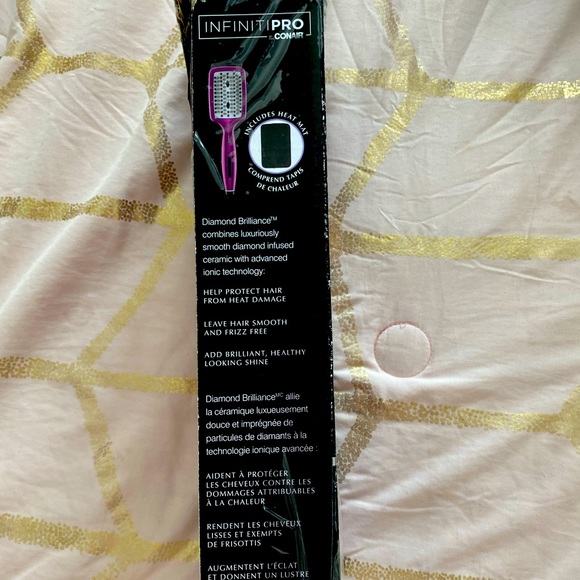 INFINITIPRO
BY CONAIR
INCLUDES HEAT MAT
COMPREND TAPIS
DE CHALEUR
Diamond Brilliance™
combines luxuriously
smooth diamond infused
ceramic with advanced
ionic technology:
HELP PROTECT HAIR
FROM HEAT DAMAGE
LEAVE HAIR SMOOTH
AND FRIZZ FREE
ADD BRILLIANT, HEALTHY
LOOKING SHINE
Diamond Brilliance MC allie
la céramique luxueusement
douce et imprégnée de
particules de diamants à la
technologie ionique avancée :
AIDENT À PROTÉGER
LES CHEVEUX CONTRE LES
DOMMAGES ATTRIBUABLES
À LA CHALEUR
RENDENT LES CHEVEUX
LISSES ET EXEMPTS
DE FRISOTTIS
AUGMENTENT L'ÉCLAT
ET DONNENT UN LUSTRE